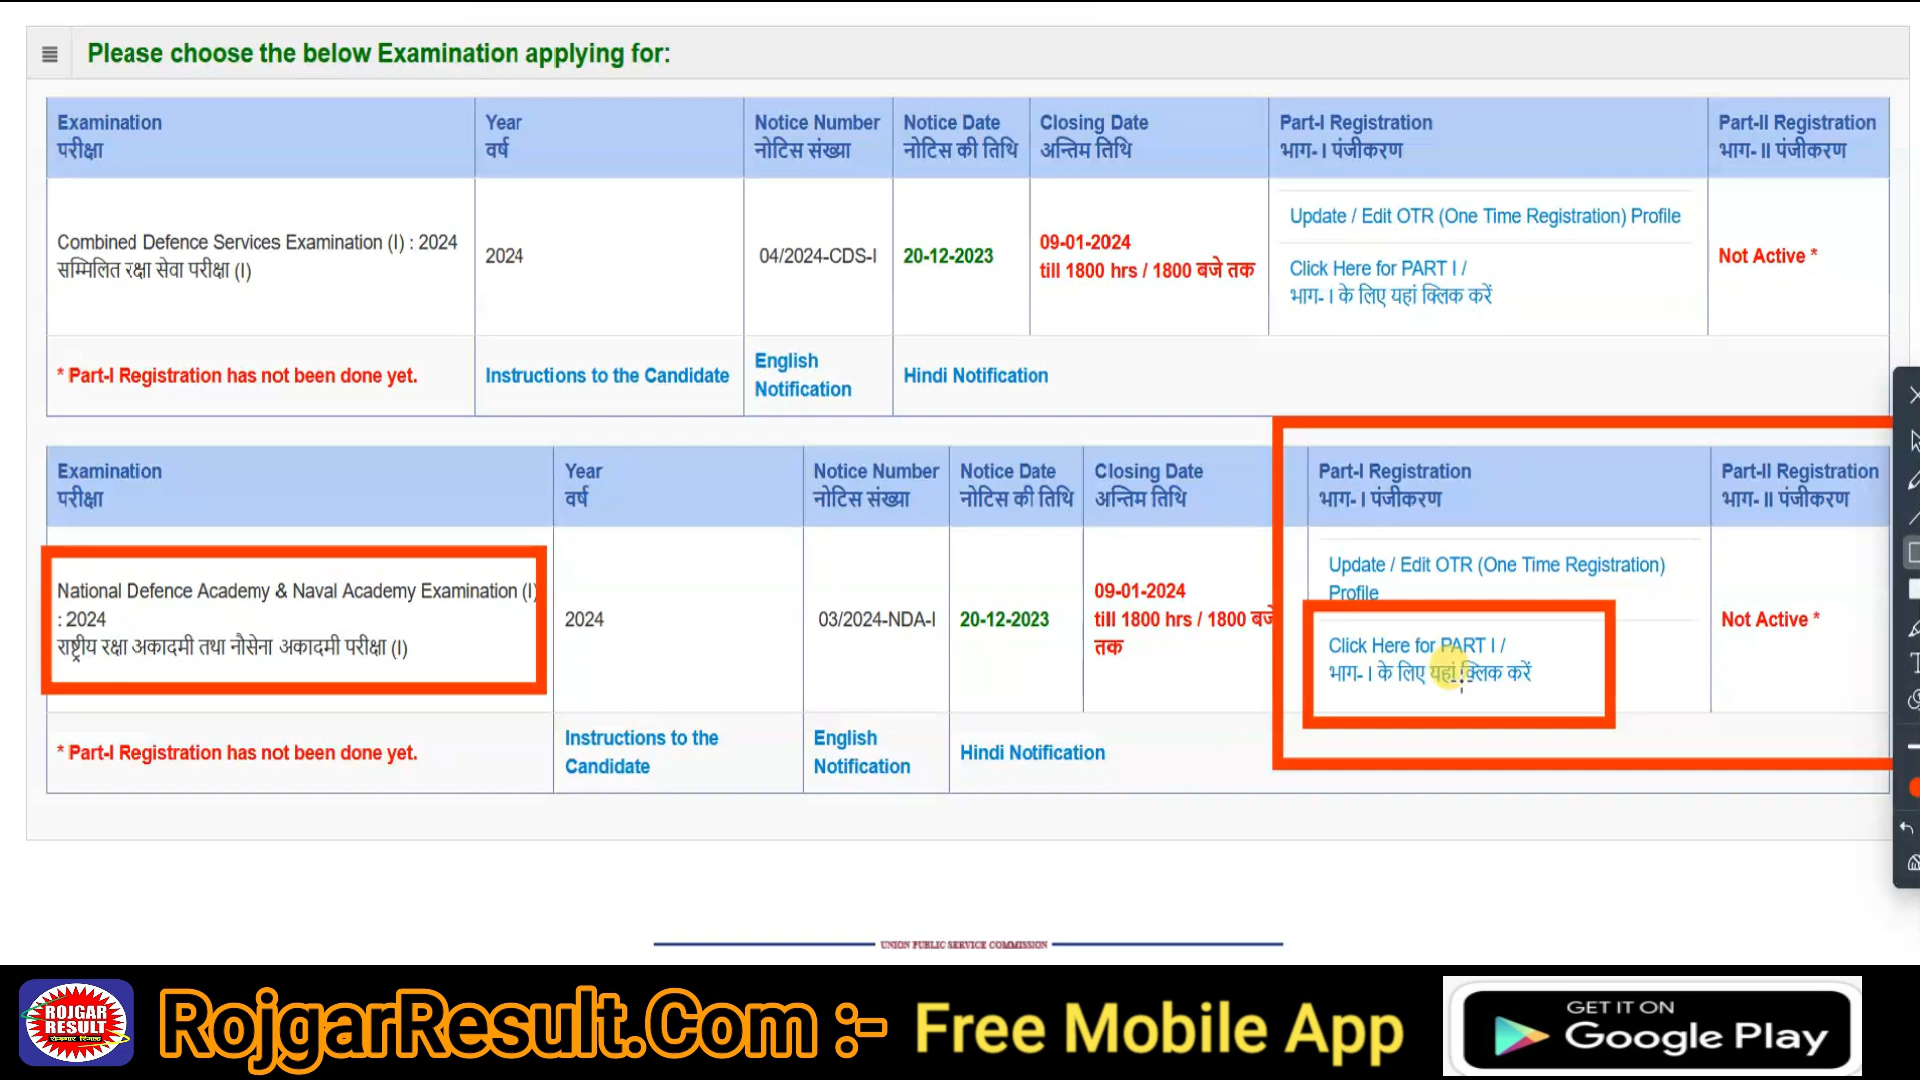 Please choose the below Examination applying for:
Examination
परीक्षा
Year
वर्ष
Notice Number
नोटिस संख्या
Notice Date
नोटिस की तिथि
Closing Date
अन्तिम तिथि
Part-I Registration
भाग- I पंजीकरण
Part-II Registration
भाग- II पंजीकरण
Combined Defence Services Examination (I) : 2024
सम्मिलित रक्षा सेवा परीक्षा (I)
2024
04/2024-CDS-I
20-12-2023
09-01-2024
till 1800 hrs / 1800 बजे तक
Update / Edit OTR (One Time Registration) Profile
Click Here for PART I /
भाग- I के लिए यहां क्लिक करें
Not Active *
* Part-I Registration has not been done yet.
Instructions to the Candidate
English
Notification
Hindi Notification
Examination
परीक्षा
Year
वर्ष
Notice Number
नोटिस संख्या
Notice Date
नोटिस की तिथि
Closing Date
अन्तिम तिथि
Part-I Registration
भाग- I पंजीकरण
Part-II Registration
भाग- II पंजीकरण
National Defence Academy & Naval Academy Examination (I)
: 2024
राष्ट्रीय रक्षा अकादमी तथा नौसेना अकादमी परीक्षा (I)
2024
03/2024-NDA-I
20-12-2023
09-01-2024
till 1800 hrs / 1800 बजे
तक
Update / Edit OTR (One Time Registration)
Profile
Click Here for PART I /
भाग- I के लिए यहां क्लिक करें
Not Active *
* Part-I Registration has not been done yet.
Instructions to the
Candidate
English
Notification
Hindi Notification
UNION PUBLIC SERVICE COMMISSION
ROJGAR
RESULT
रोजगार रिजल्ट
RojgarResult.Com :-
Free Mobile App
GET IT ON
Google Play